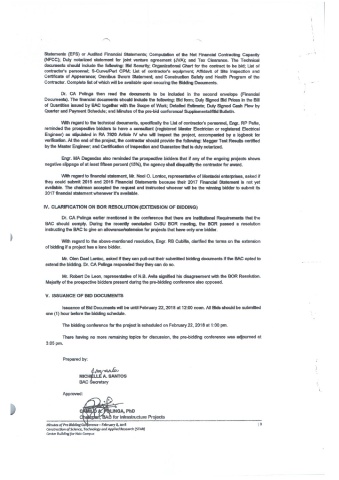 Statements (EFS) or Audited Financial Statements; Computation of the Net Financial Contracting Capacity
(NFCC); Duly notarized statement for joint venture agreement (JVA); and Tax Clearance. The Technical
documents should include the following: Bid Security; Organizational Chart for the contract to be bid; List of
contractor's personnel; S-Curve/Pert CPM; List of contractor's equipment; Affidavit of Site Inspection and
Certificate of Appearance; Omnibus Sworn Statement; and Construction Safety and Health Program of the
Contractor. Complete list of which will be available upon securing the Bidding Documents.
Dr. CA Polinga then read the documents to be included in the second envelope (Financial
Documents). The financial documents should include the following: Bid form; Duly Signed Bid Prices in the Bill
of Quantities issued by BAC together with the Scope of Work; Detailed Estimate; Duly Signed Cash Flow by
Quarter and Payment Schedule; and Minutes of the pre-bid conference/ Supplemental/Bid Bulletin.
With regard to the technical documents, specifically the List of contractor's personnel, Engr. RP Peña,
reminded the prospective bidders to have a consultant (registered Master Electrician or registered Electrical
Engineer) as stipulated in RA 7920 Article IV who will inspect the project, accompanied by a logbook for
verification. At the end of the project, the contractor should provide the following: Megger Test Results certified
by the Master Engineer; and Certification of Inspection and Guarantee that is duly notarized.
Engr. MA Dagasdas also reminded the prospective bidders that if any of the ongoing projects shows
negative slippage of at least fifteen percent (15%), the agency shall disqualify the contractor for award.
With regard to financial statement, Mr. Noel O. Lontoc, representative of enterprises, asked if
they could submit 2015 and 2016 Financial Statements because their 2017 Financial Statement is not yet
available. The chairman accepted the request and instructed whoever will be the winning bidder to submit its
2017 financial statement whenever it's available.
IV. CLARIFICATION ON BOR RESOLUTION (EXTENSION OF BIDDING)
Dr. CA Polinga earlier mentioned in the conference that there are Institutional Requirements that the
BAC should comply. During the recently conducted CvSU BOR meeting, the BOR passed a resolution
instructing the BAC to give an allowance/extension for projects that have only one bidder.
With regard to the above-mentioned resolution, Engr. RB Cubilla, clarified the terms on the extension
of bidding if a project has a lone bidder.
Mr. Olan Dael Lontoc, asked if they can pull out their submitted bidding documents if the BAC opted to
extend the bidding. Dr. CA Polinga responded they they can do so.
Mr. Robert De Leon, representative of H.B. Avila signified his disagreement with the BOR Resolution.
Majority of the prospective bidders present during the pre-bidding conference also opposed.
V. ISSUANCE OF BID DOCUMENTS
Issuance of Bid Documents will be until February 22, 2018 at 12:00 noon. All Bids should be submitted
one (1) hour before the bidding schedule.
The bidding conference for the project is scheduled on February 22, 2018 at 1:30 pm.
There having no more remaining topics for discussion, the pre-bidding conference was adjourned at
3:05 pm.
Prepared by:
MICHELLE A. SANTOS
BAC Secretary
Approved:
CAMILO A. POLINGA, PhD
Chairman, BAC for Infrastructure Projects
Minutes of Pre-Bidding Conference – February 8, 2018
Construction of Science, Technology and Applied Research (STAR)
Center Building for Main Campus